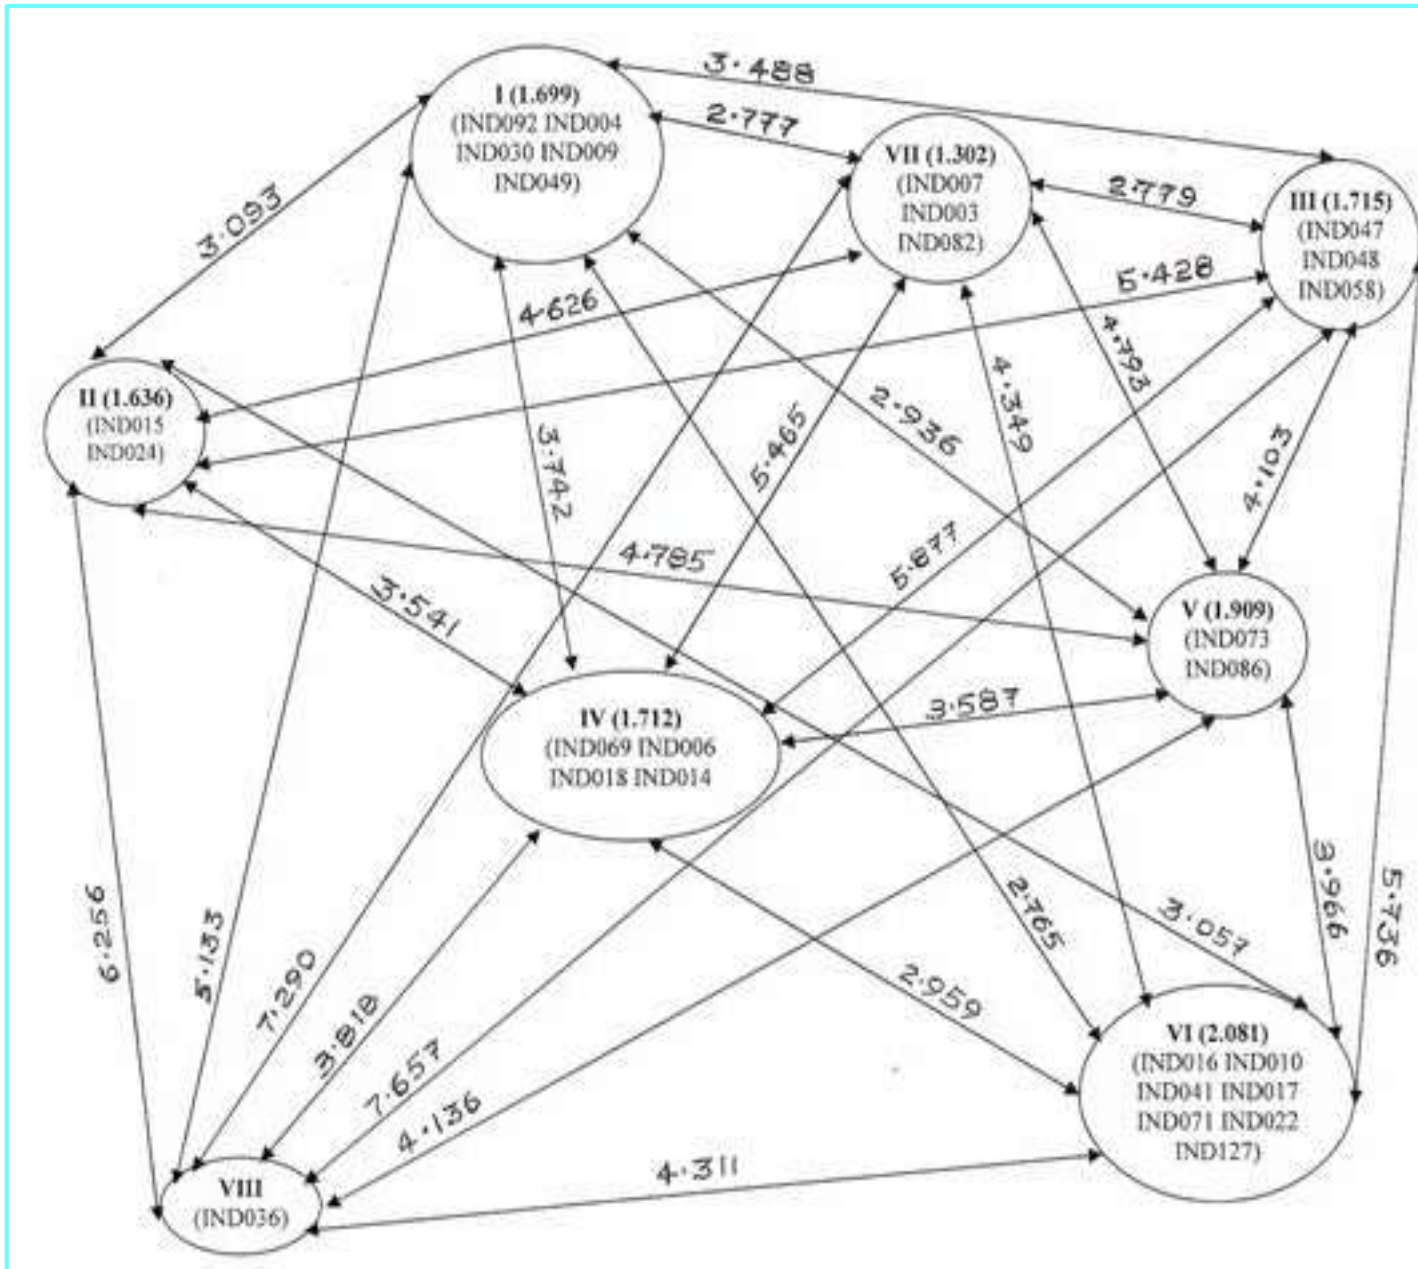 3.488
I (1.699)
(IND092 IND004
IND030 IND009
IND049)
2.777
VII (1.302)
(IND007
IND003
IND082)
2.779
III (1.715)
(IND047
IND048
IND058)
3.093
4.626
5.428
4.793
4.349
2.936
4.103
II (1.636)
(IND015
IND024)
3.742
5.465
5.877
4.785
3.541
V (1.909)
(IND073
IND086)
3.587
IV (1.712)
(IND069 IND006
IND018 IND014
6.256
5.133
7.290
3.818
7.657
4.136
2.959
2.765
3.057
3.966
5.736
VI (2.081)
(IND016 IND010
IND041 IND017
IND071 IND022
IND127)
4.311
VIII
(IND036)